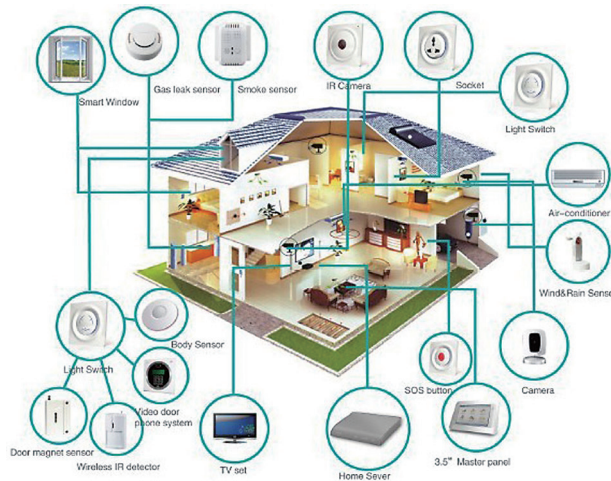 Smart Window
Gas leak sensor
Smoke sensor
IR Camera
Socket
Light Switch
Air-conditioner
Wind&Rain Sense
Body Sensor
Light Swtch
Video door
phone system
Door magnet sensor
Wireless IR detector
TV set
Home Sever
SOS button
3.5" Master panel
Camera